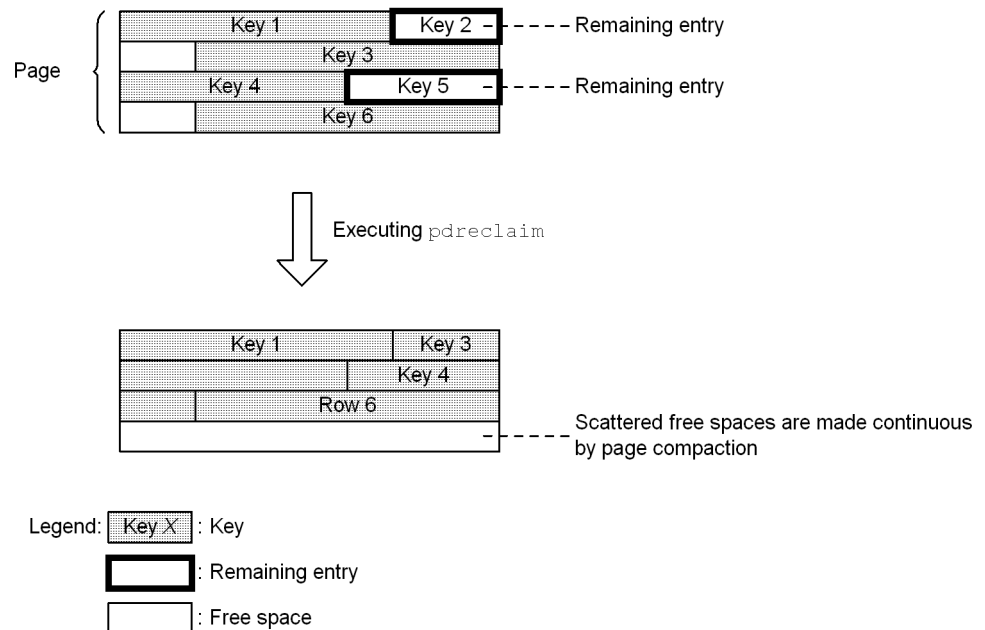 Key 1 Key 2 Remaining entry
Key 3
Page
Key 4 Key 5 Remaining entry
Key 6
Executing pdreclaim
Key 1 Key 3
Key 4
Row 6
Scattered free spaces are made continuous
by page compaction
Legend: Key X : Key
: Remaining entry
: Free space